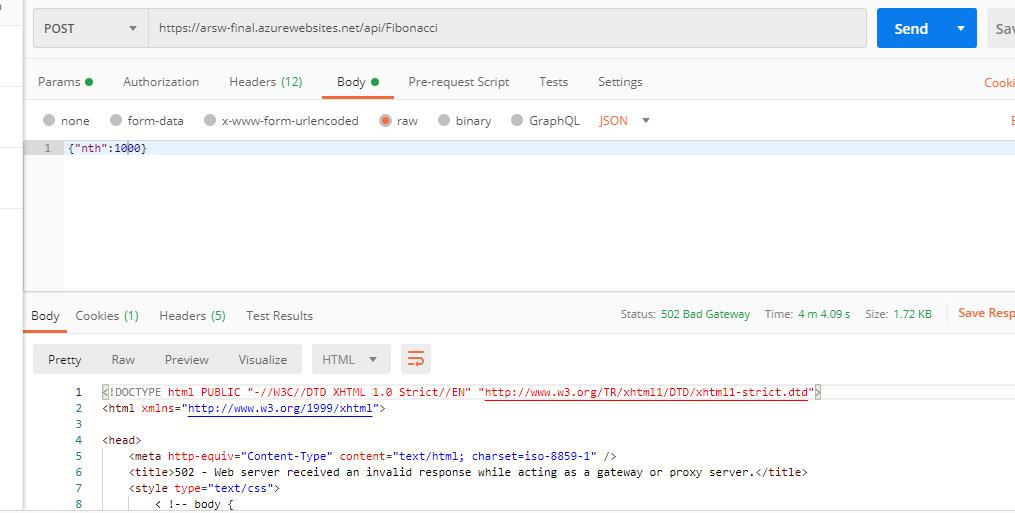 POST https://arsw-final.azurewebsites.net/api/Fibonacci Send
Params Authorization Headers (12) Body Pre-request Script Tests Settings
none form-data x-www-form-urlencoded raw binary GraphQL JSON
1 {"nth":1000}
Body Cookies (1) Headers (5) Test Results Status: 502 Bad Gateway Time: 4 m 4.09 s Size: 1.72 KB
Pretty Raw Preview Visualize HTML
1 <!DOCTYPE html PUBLIC "-//W3C//DTD XHTML 1.0 Strict//EN" "http://www.w3.org/TR/xhtml1/DTD/xhtml1-strict.dtd">
2 <html xmlns="http://www.w3.org/1999/xhtml">
3
4 <head>
5 <meta http-equiv="Content-Type" content="text/html; charset=iso-8859-1" />
6 <title>502 - Web server received an invalid response while acting as a gateway or proxy server.</title>
7 <style type="text/css">
8 < !-- body {